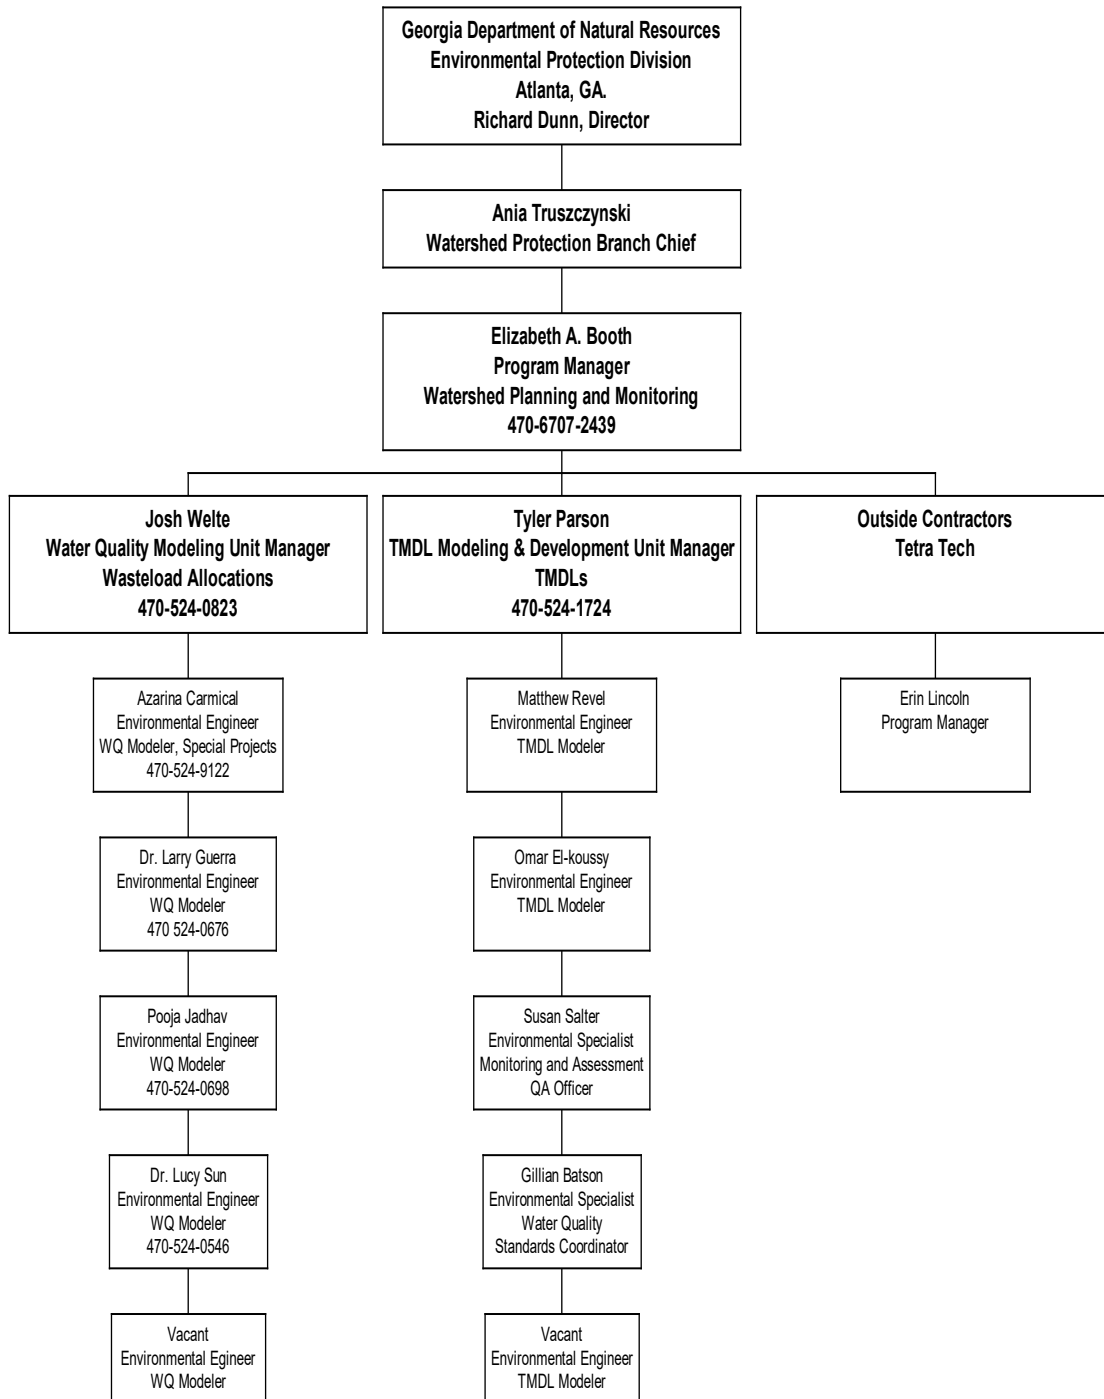 Georgia Department of Natural Resources
Environmental Protection Division
Atlanta, GA.
Richard Dunn, Director
Ania Truszczynski
Watershed Protection Branch Chief
Elizabeth A. Booth
Program Manager
Watershed Planning and Monitoring
470-6707-2439
Josh Welte
Water Quality Modeling Unit Manager
Wasteload Allocations
470-524-0823
Azarina Carmical
Environmental Engineer
WQ Modeler, Special Projects
470-524-9122
Dr. Larry Guerra
Environmental Engineer
WQ Modeler
470 524-0676
Pooja Jadhav
Environmental Engineer
WQ Modeler
470-524-0698
Dr. Lucy Sun
Environmental Engineer
WQ Modeler
470-524-0546
Vacant
Environmental Egineer
WQ Modeler
Tyler Parson
TMDL Modeling & Development Unit Manager
TMDLs
470-524-1724
Matthew Revel
Environmental Engineer
TMDL Modeler
Omar El-koussy
Environmental Engineer
TMDL Modeler
Susan Salter
Environmental Specialist
Monitoring and Assessment
QA Officer
Gillian Batson
Environmental Specialist
Water Quality
Standards Coordinator
Vacant
Environmental Engineer
TMDL Modeler
Outside Contractors
Tetra Tech
Erin Lincoln
Program Manager